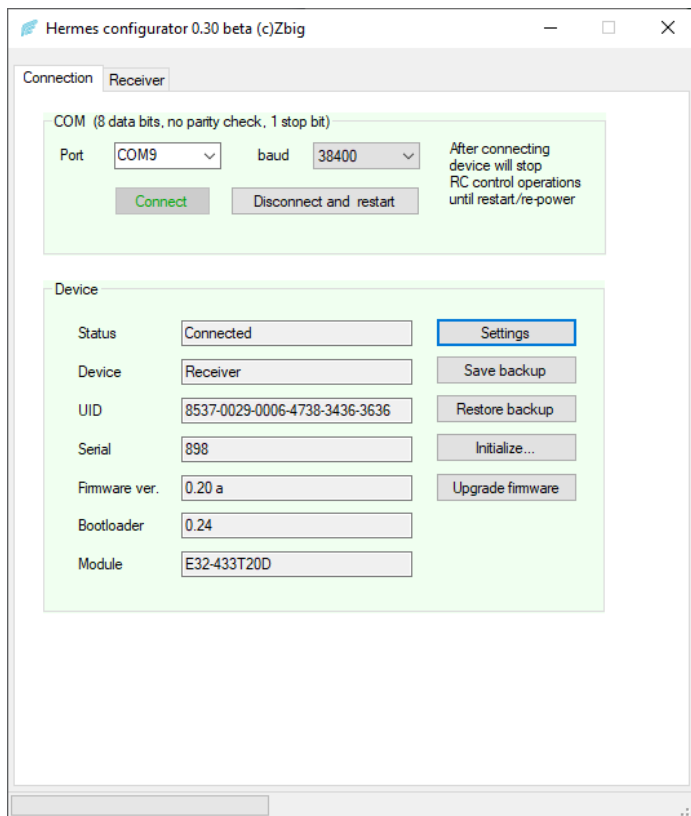 Hermes configurator 0.30 beta (c)Zbig
Connection Receiver
COM (8 data bits, no parity check, 1 stop bit)
Port COM9 baud 38400
After connecting
device will stop
RC control operations
until restart/re-power
Connect Disconnect and restart
Device
Status Connected Settings
Device Receiver Save backup
UID 8537-0029-0006-4738-3436-3636 Restore backup
Serial 898 Initialize...
Firmware ver. 0.20 a Upgrade firmware
Bootloader 0.24
Module E32-433T20D